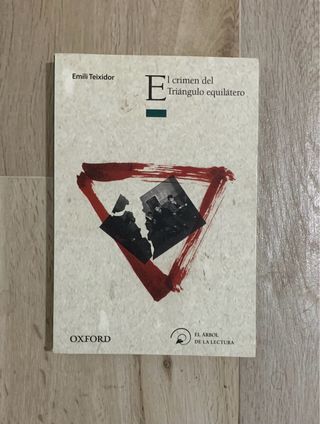 Emili Teixidor
El crimen del
Triángulo equilátero
OXFORD
EL ÁRBOL
DE LA LECTURA